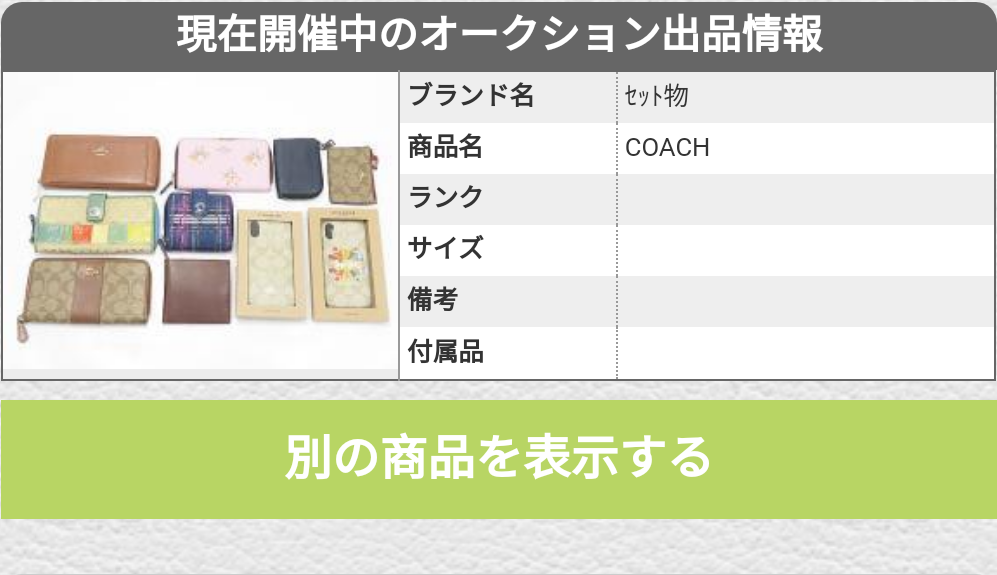 現在開催中のオークション出品情報
ブランド名 ｾｯﾄ物
商品名 COACH
ランク
サイズ
備考
付属品
別の商品を表示する